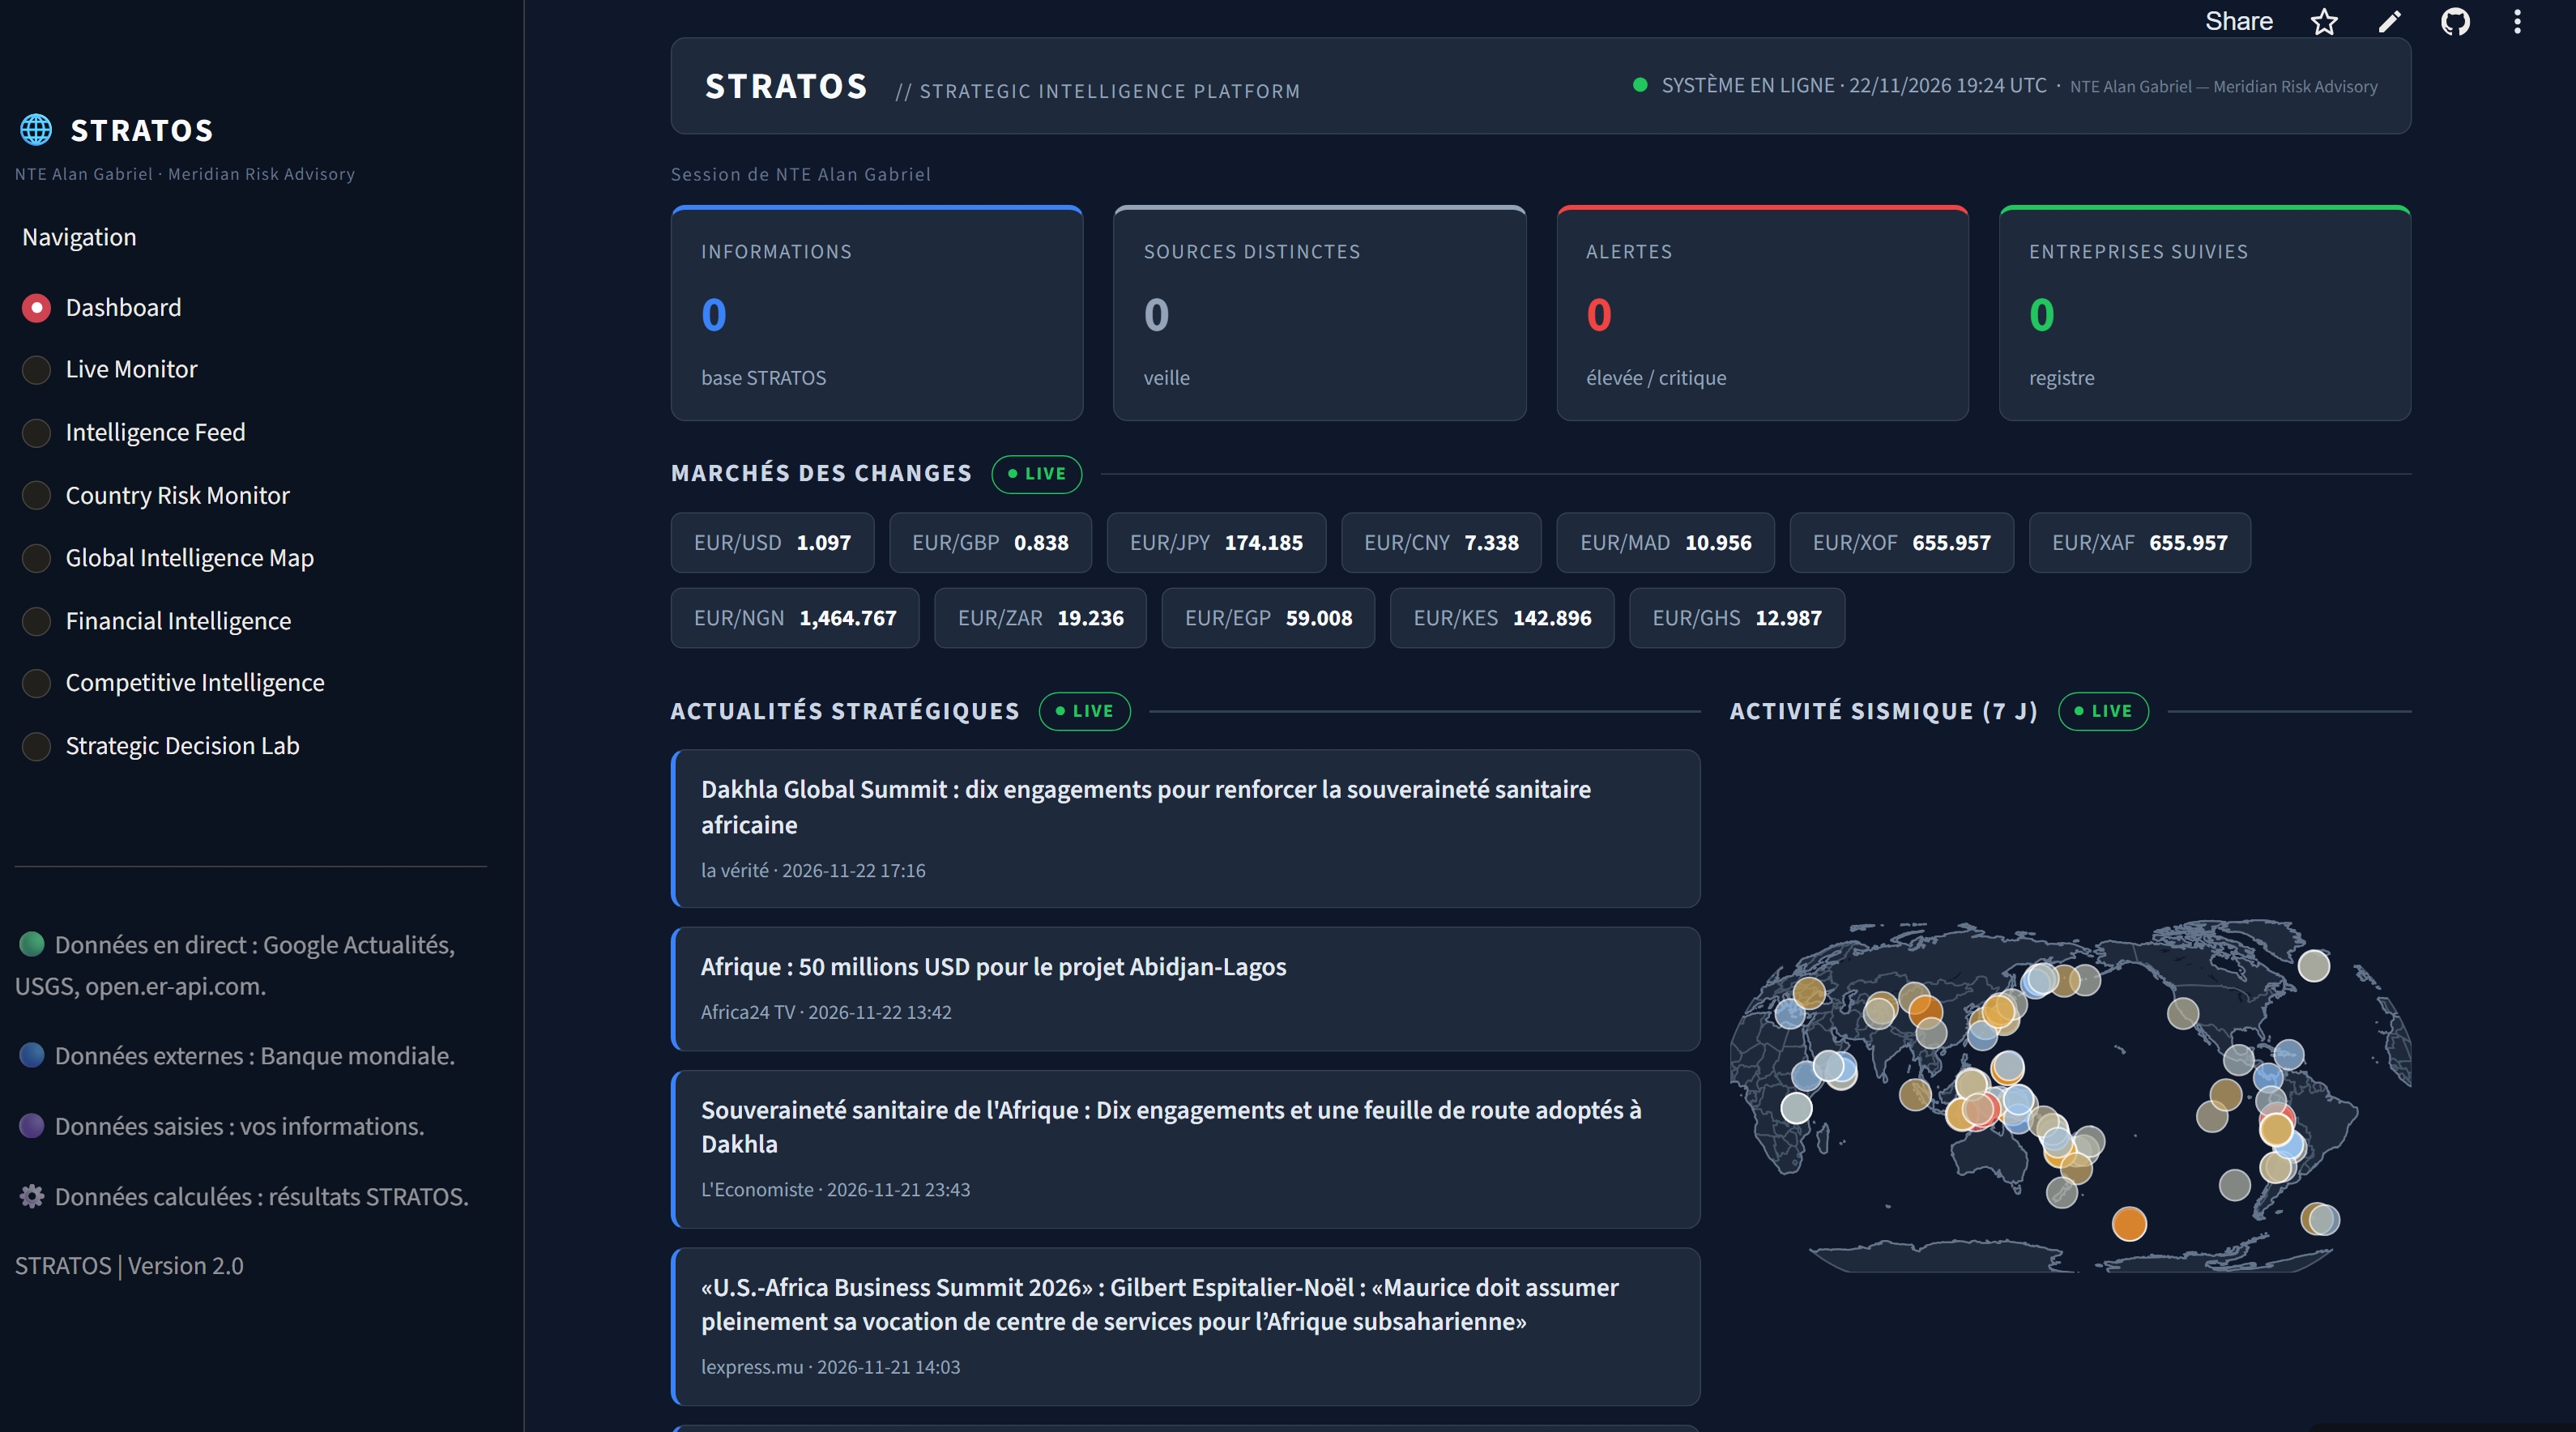 Share
STRATOS // STRATEGIC INTELLIGENCE PLATFORM
SYSTÈME EN LIGNE · 22/11/2026 19:24 UTC · NTE Alan Gabriel — Meridian Risk Advisory
STRATOS
NTE Alan Gabriel · Meridian Risk Advisory
Navigation
Dashboard
Live Monitor
Intelligence Feed
Country Risk Monitor
Global Intelligence Map
Financial Intelligence
Competitive Intelligence
Strategic Decision Lab
Données en direct : Google Actualités,
USGS, open.er-api.com.
Données externes : Banque mondiale.
Données saisies : vos informations.
Données calculées : résultats STRATOS.
STRATOS | Version 2.0
Session de NTE Alan Gabriel
INFORMATIONS
0
base STRATOS
SOURCES DISTINCTES
0
veille
ALERTES
0
élevée / critique
ENTREPRISES SUIVIES
0
registre
MARCHÉS DES CHANGES LIVE
EUR/USD 1.097 EUR/GBP 0.838 EUR/JPY 174.185 EUR/CNY 7.338 EUR/MAD 10.956 EUR/XOF 655.957 EUR/XAF 655.957
EUR/NGN 1,464.767 EUR/ZAR 19.236 EUR/EGP 59.008 EUR/KES 142.896 EUR/GHS 12.987
ACTUALITÉS STRATÉGIQUES LIVE
Dakhla Global Summit : dix engagements pour renforcer la souveraineté sanitaire
africaine
la vérité · 2026-11-22 17:16
Afrique : 50 millions USD pour le projet Abidjan-Lagos
Africa24 TV · 2026-11-22 13:42
Souveraineté sanitaire de l'Afrique : Dix engagements et une feuille de route adoptés à
Dakhla
L'Economiste · 2026-11-21 23:43
«U.S.-Africa Business Summit 2026» : Gilbert Espitalier-Noël : «Maurice doit assumer
pleinement sa vocation de centre de services pour l’Afrique subsaharienne»
lexpress.mu · 2026-11-21 14:03
ACTIVITÉ SISMIQUE (7 J) LIVE